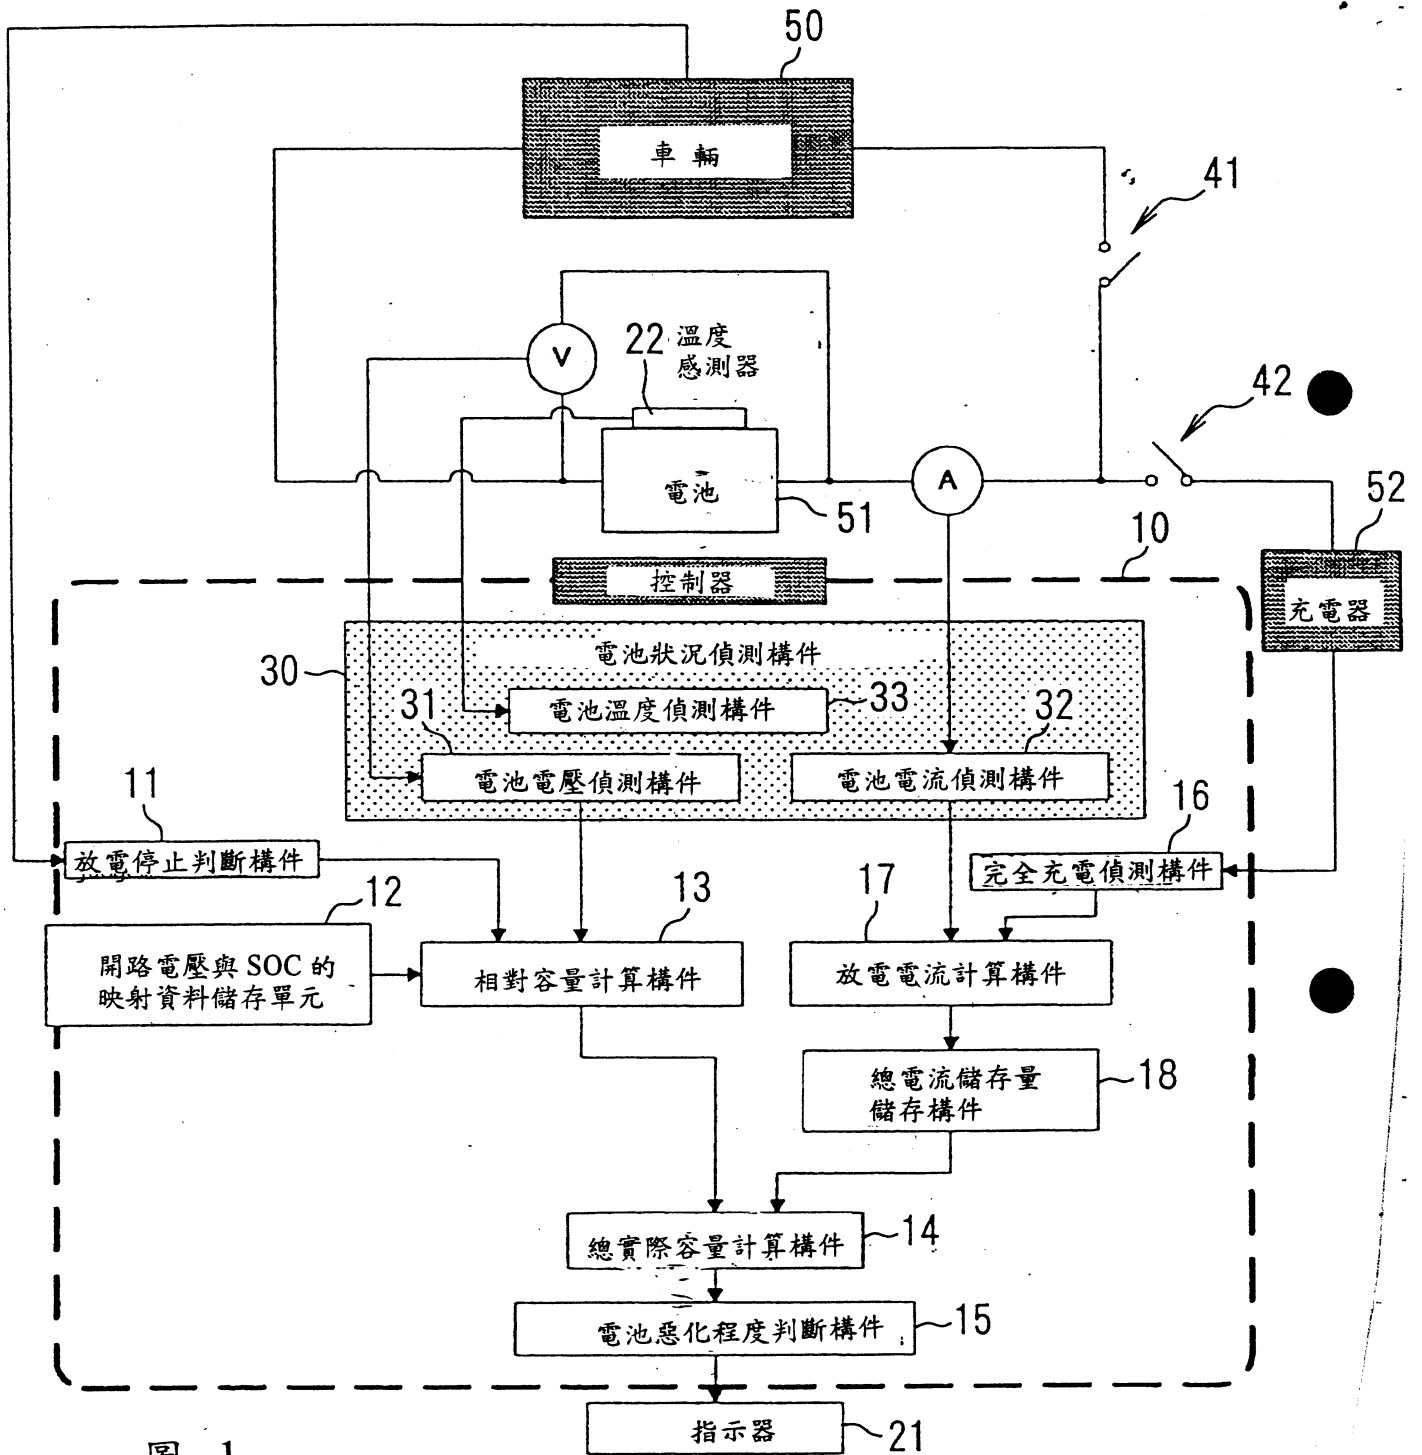 50
車輛
41
22 溫度
感測器
V
42
電池
A
51
52
10
控制器
充電器
電池狀況偵測構件
30
電池溫度偵測構件
33
31
32
電池電壓偵測構件
電池電流偵測構件
11
16
放電停止判斷構件
完全充電偵測構件
12
13
17
開路電壓與 SOC 的
映射資料儲存單元
相對容量計算構件
放電電流計算構件
總電流儲存量
儲存構件
18
總實際容量計算構件
14
電池惡化程度判斷構件
15
指示器
21
圖 1